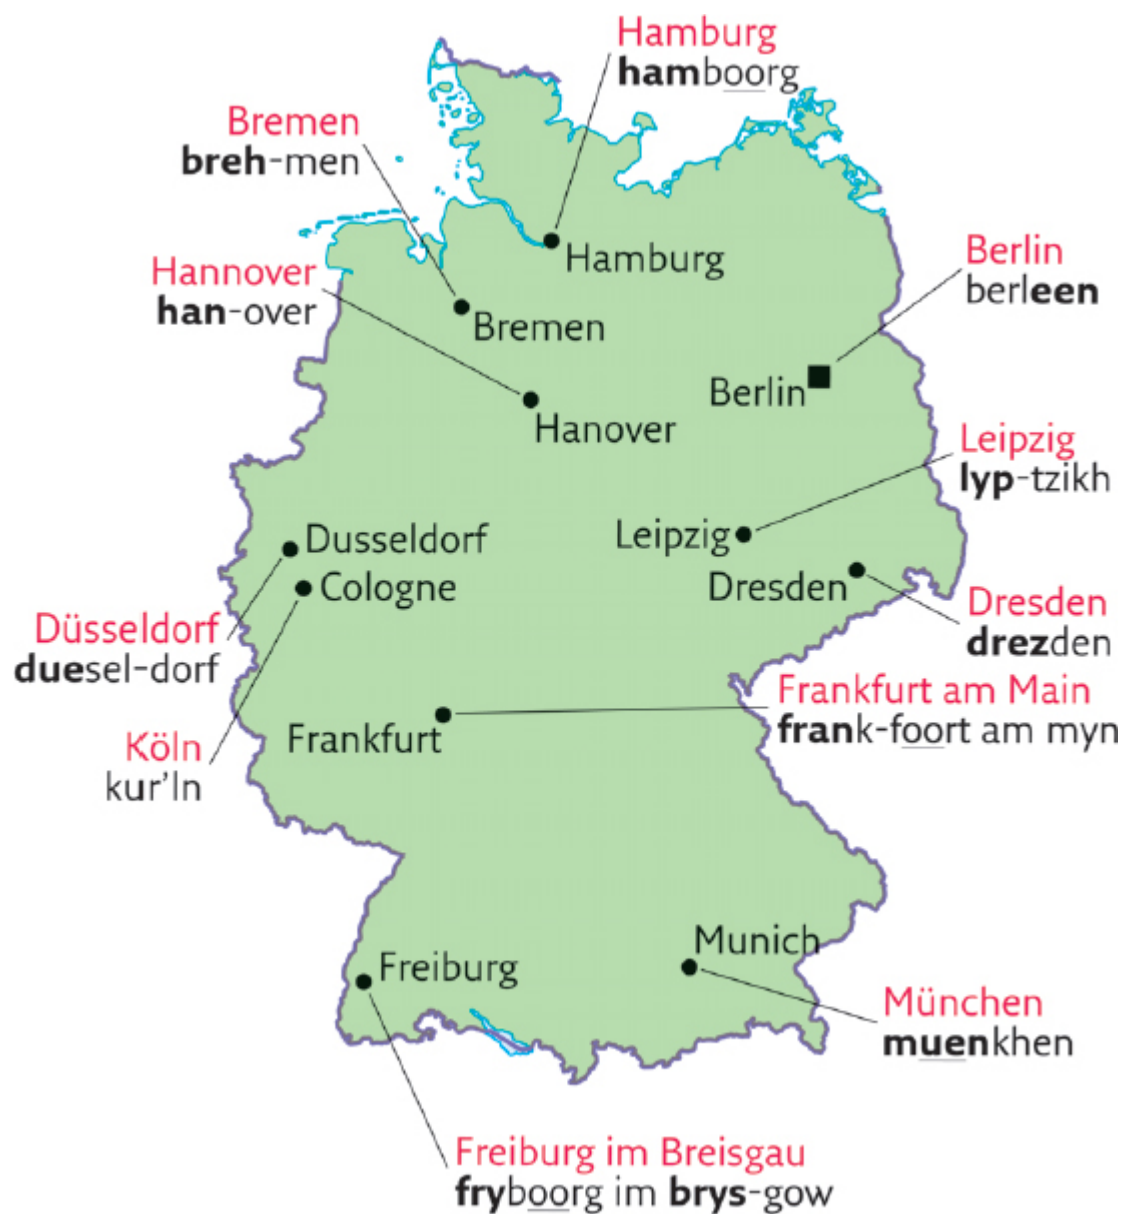 Hamburg
hamboorg
Bremen
breh-men
Hamburg
Hannover
han-over
Berlin
berleen
Bremen
Berlin
Hanover
Leipzig
lyp-tzikh
Dusseldorf
Leipzig
Cologne
Dresden
Dresden
drezden
Düsseldorf
duesel-dorf
Frankfurt am Main
frank-foort am myn
Köln
kur'ln
Frankfurt
Munich
Freiburg
München
muenkhen
Freiburg im Breisgau
fryboorg im brys-gow